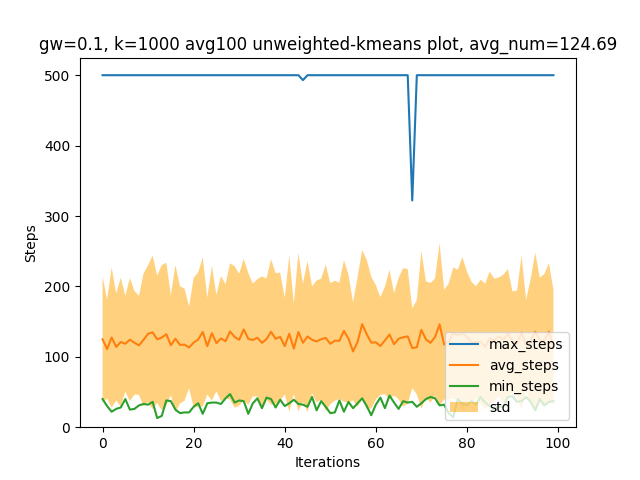 gw=0.1, k=1000 avg100 unweighted-kmeans plot, avg_num=124.69
500
400
300
200
100
0
Steps
0 20 40 60 80 100
Iterations
max_steps
avg_steps
min_steps
std